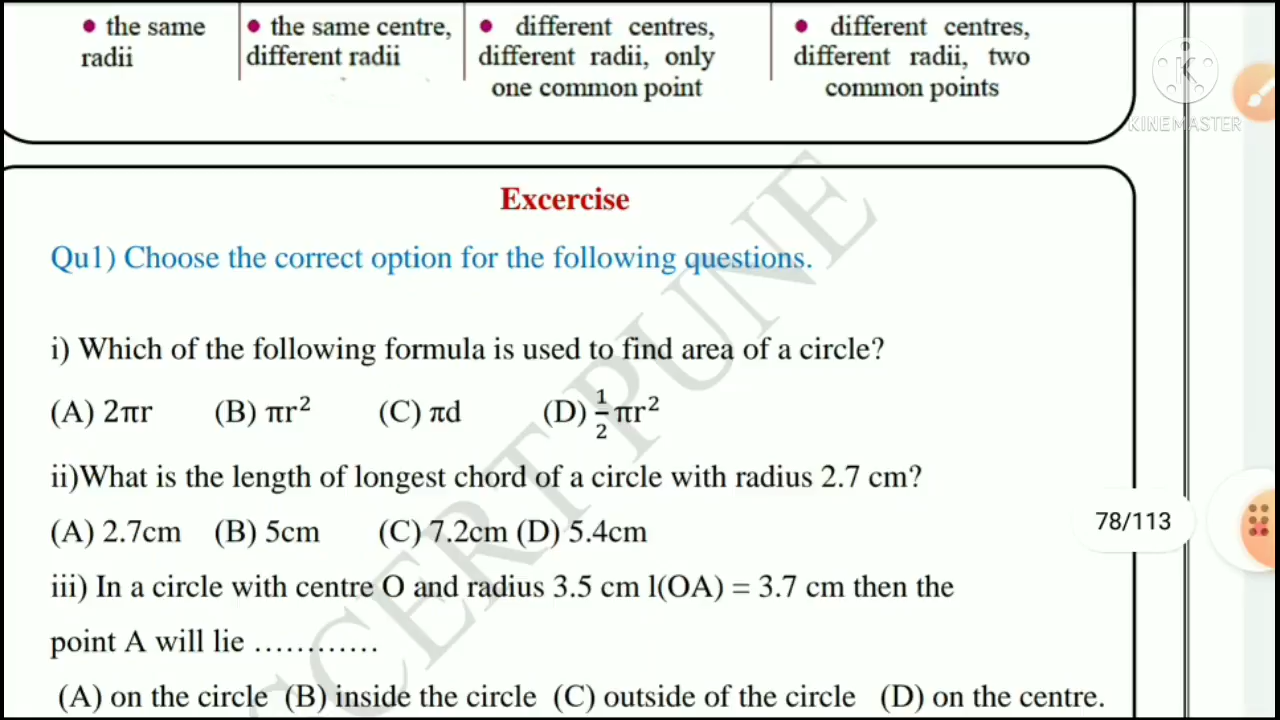 • the same
radii
• the same centre,
different radii
• different centres,
different radii, only
one common point
• different centres,
different radii, two
common points
KINEMASTER
Excercise
Qu1) Choose the correct option for the following questions.
i) Which of the following formula is used to find area of a circle?
(A) 2πr (B) πr² (C) πd (D) ½πr²
ii)What is the length of longest chord of a circle with radius 2.7 cm?
(A) 2.7cm (B) 5cm (C) 7.2cm (D) 5.4cm
78/113
iii) In a circle with centre O and radius 3.5 cm l(OA) = 3.7 cm then the
point A will lie …………
(A) on the circle (B) inside the circle (C) outside of the circle (D) on the centre.
CERT PUNE